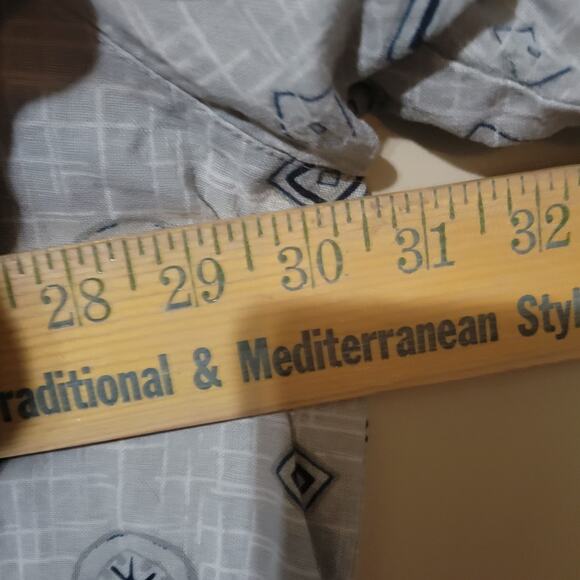 28 29 30 31 32
raditional & Mediterranean Styl